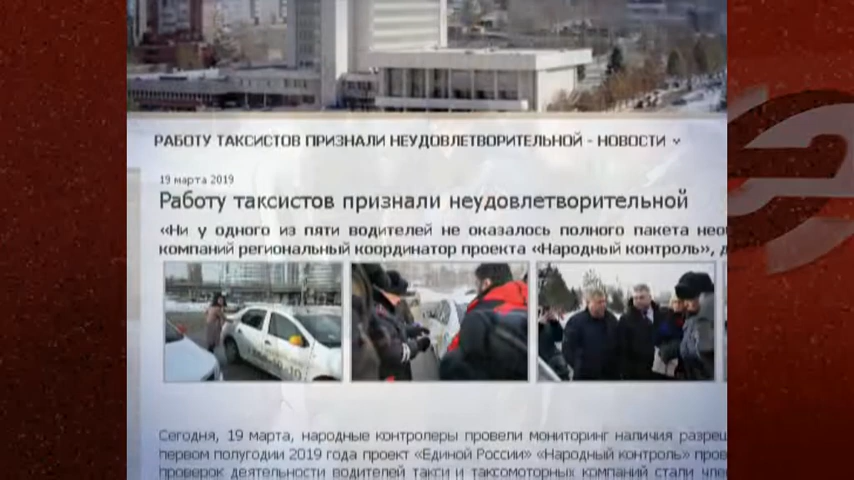 РАБОТУ ТАКСИСТОВ ПРИЗНАЛИ НЕУДОВЛЕТВОРИТЕЛЬНОЙ - НОВОСТИ
19 марта 2019
Работу таксистов признали неудовлетворительной
«Ни у одного из пяти водителей не оказалось полного пакета
компаний региональный координатор проекта «Народный контроль»,
Сегодня, 19 марта, народные контролеры провели мониторинг наличия
первом полугодии 2019 года проект «Единой России» «Народный контроль»
проверок деятельности водителей такси и таксомоторных компаний стали